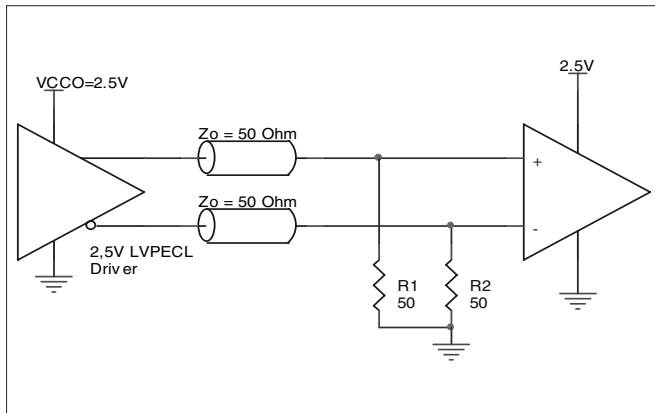 VCCO=2.5V
2.5V
Zo = 50 Ohm
+
Zo = 50 Ohm
-
2,5V LVPECL
Driver
R1
50
R2
50